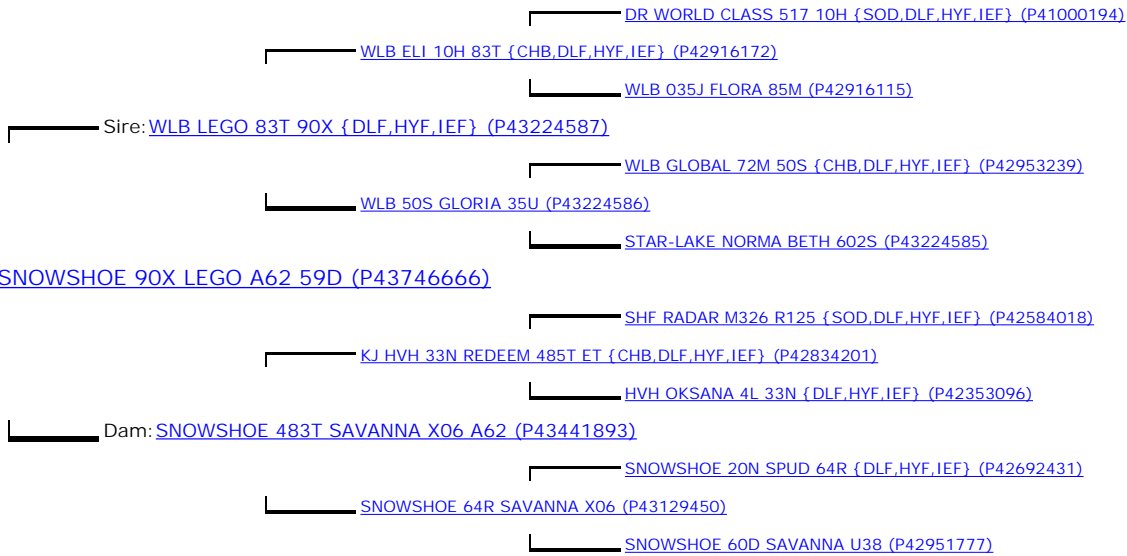 DR WORLD CLASS 517 10H {SOD,DLF,HYF,IEF} (P41000194)
WLB ELI 10H 83T {CHB,DLF,HYF,IEF} (P42916172)
WLB 035J FLORA 85M (P42916115)
Sire: WLB LEGO 83T 90X {DLF,HYF,IEF} (P43224587)
WLB GLOBAL 72M 50S {CHB,DLF,HYF,IEF} (P42953239)
WLB 50S GLORIA 35U (P43224586)
STAR-LAKE NORMA BETH 602S (P43224585)
SNOWSHOE 90X LEGO A62 59D (P43746666)
SHF RADAR M326 R125 {SOD,DLF,HYF,IEF} (P42584018)
KJ HVH 33N REDEEM 485T ET {CHB,DLF,HYF,IEF} (P42834201)
HVH OKSANA 4L 33N {DLF,HYF,IEF} (P42353096)
Dam: SNOWSHOE 483T SAVANNA X06 A62 (P43441893)
SNOWSHOE 20N SPUD 64R {DLF,HYF,IEF} (P42692431)
SNOWSHOE 64R SAVANNA X06 (P43129450)
SNOWSHOE 60D SAVANNA U38 (P42951777)